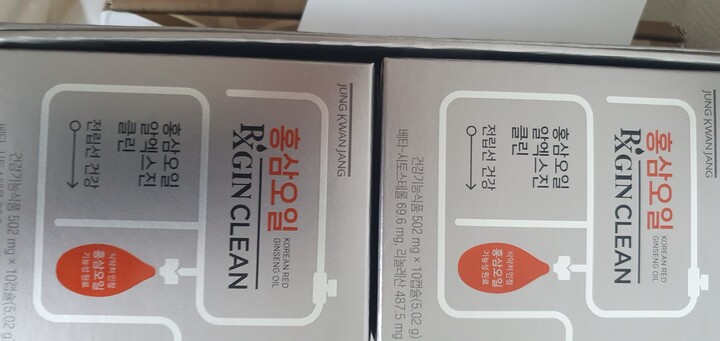 JUNG KWAN JANG
홍삼오일
KOREAN RED
GINSENG OIL
RXGIN CLEAN
홍삼오일
알엑스진
클린
전립선 건강
식약처 인정
홍삼오일
기능성 원료
건강기능식품 502 mg × 10캡슐(5.02 g)
JUNG KWAN JANG
홍삼오일
KOREAN RED
GINSENG OIL
RXGIN CLEAN
홍삼오일
알엑스진
클린
전립선 건강
식약처 인정
홍삼오일
기능성 원료
건강기능식품 502 mg × 10캡슐(5.02 g)
베타-시토스테롤 69.6 mg, 리놀레산 487.5 mg